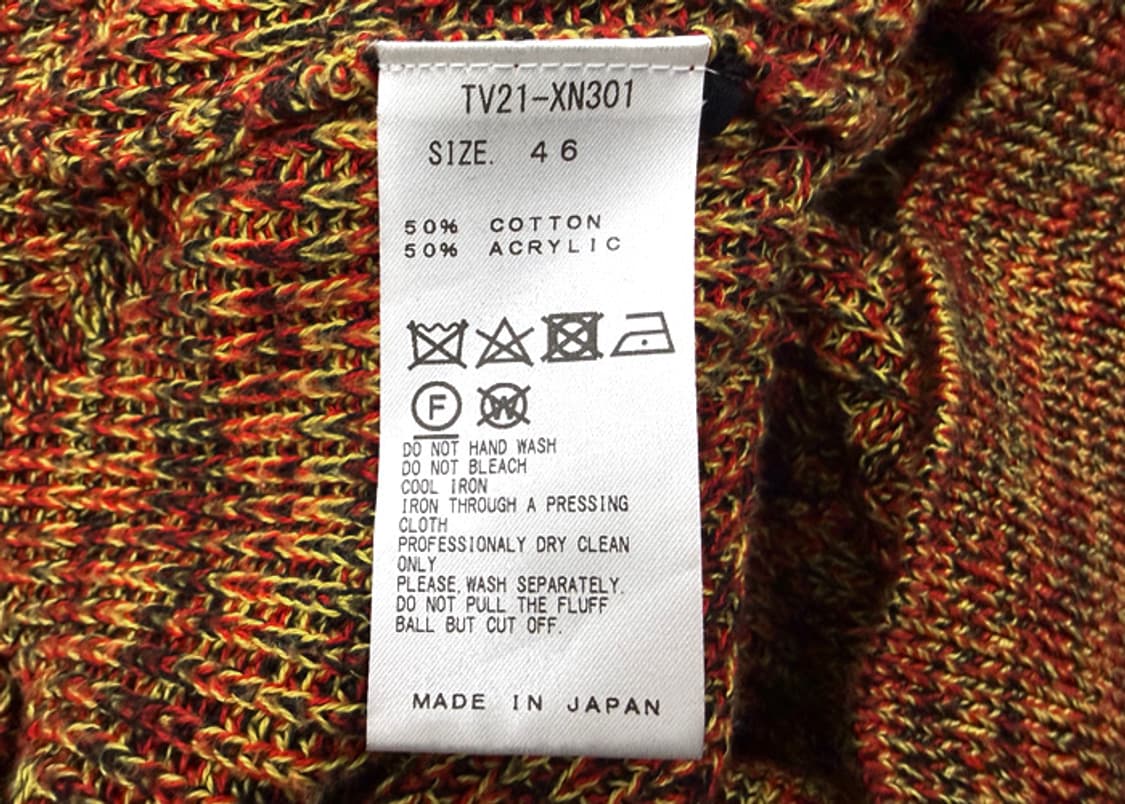 TV21-XN301
SIZE. 46
50% COTTON
50% ACRYLIC
F W
DO NOT HAND WASH
DO NOT BLEACH
COOL IRON
IRON THROUGH A PRESSING
CLOTH
PROFESSIONALY DRY CLEAN
ONLY
PLEASE, WASH SEPARATELY.
DO NOT PULL THE FLUFF
BALL BUT CUT OFF.
MADE IN JAPAN